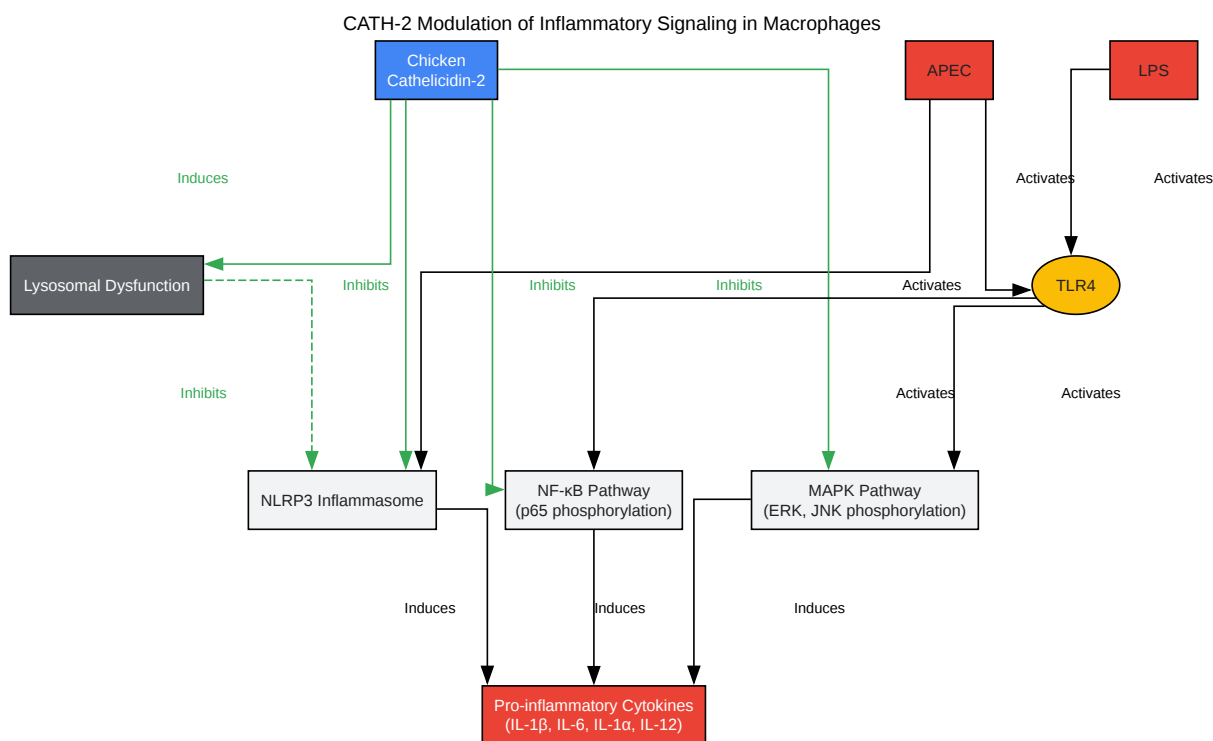 CATH-2 Modulation of Inflammatory Signaling in Macrophages
Chicken
Cathelicidin-2
APEC
LPS
Induces
Activates
Activates
Lysosomal Dysfunction
Inhibits
Inhibits
Inhibits
Activates
TLR4
Inhibits
Activates
Activates
NLRP3 Inflammasome
NF-κB Pathway
(p65 phosphorylation)
MAPK Pathway
(ERK, JNK phosphorylation)
Induces
Induces
Induces
Pro-inflammatory Cytokines
(IL-1β, IL-6, IL-1α, IL-12)